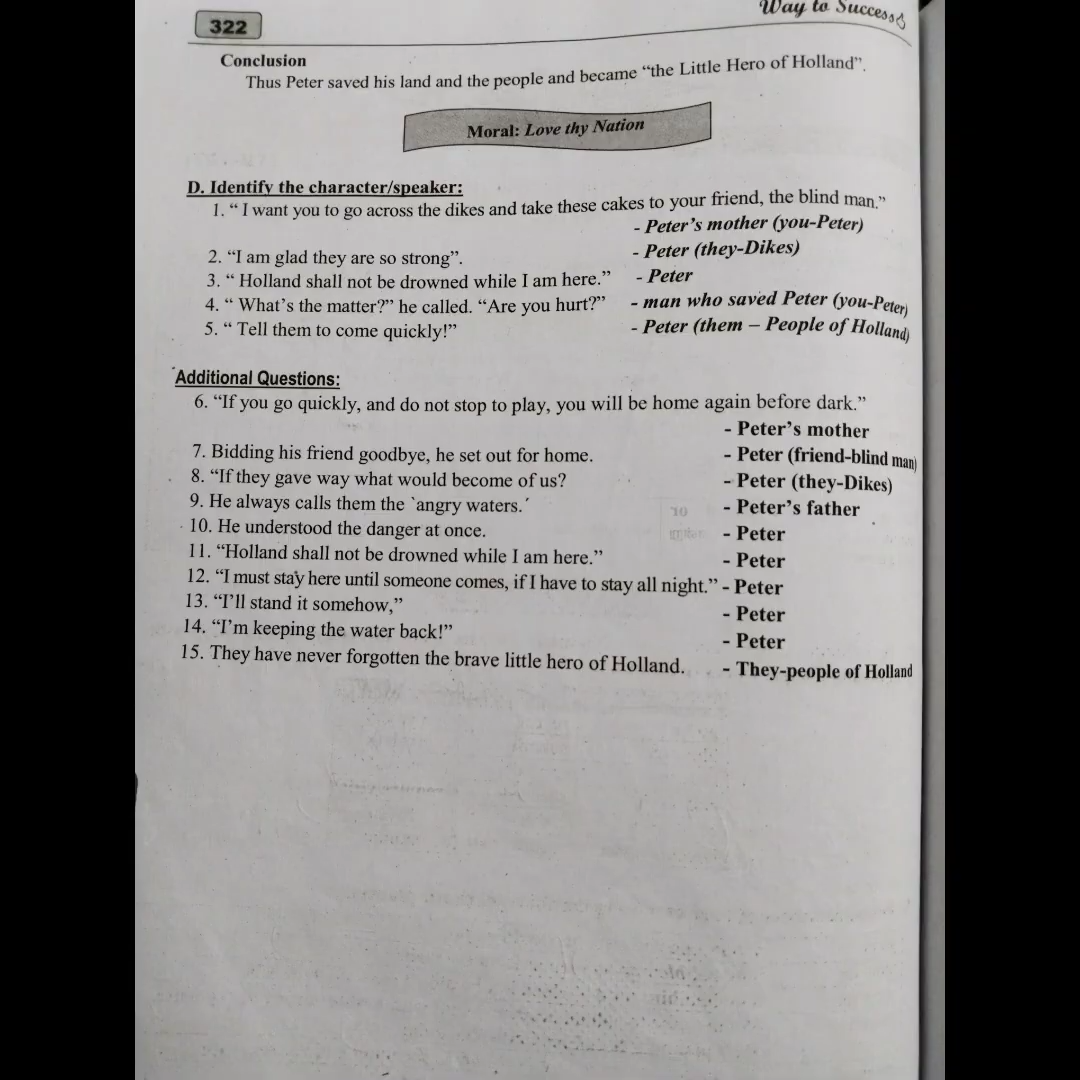 322
Way to Success
Conclusion
Thus Peter saved his land and the people and became “the Little Hero of Holland”.
Moral: Love thy Nation
D. Identify the character/speaker:
1. “ I want you to go across the dikes and take these cakes to your friend, the blind man.”
- Peter’s mother (you-Peter)
2. “I am glad they are so strong”. - Peter (they-Dikes)
3. “ Holland shall not be drowned while I am here.” - Peter
4. “ What’s the matter?” he called. “Are you hurt?” - man who saved Peter (you-Peter)
5. “ Tell them to come quickly!” - Peter (them – People of Holland)
Additional Questions:
6. “If you go quickly, and do not stop to play, you will be home again before dark.”
- Peter’s mother
7. Bidding his friend goodbye, he set out for home. - Peter (friend-blind man)
8. “If they gave way what would become of us? - Peter (they-Dikes)
9. He always calls them the `angry waters.´ - Peter’s father
10. He understood the danger at once. - Peter
11. “Holland shall not be drowned while I am here.” - Peter
12. “I must stay here until someone comes, if I have to stay all night.” - Peter
13. “I’ll stand it somehow,” - Peter
14. “I’m keeping the water back!” - Peter
15. They have never forgotten the brave little hero of Holland. - They-people of Holland